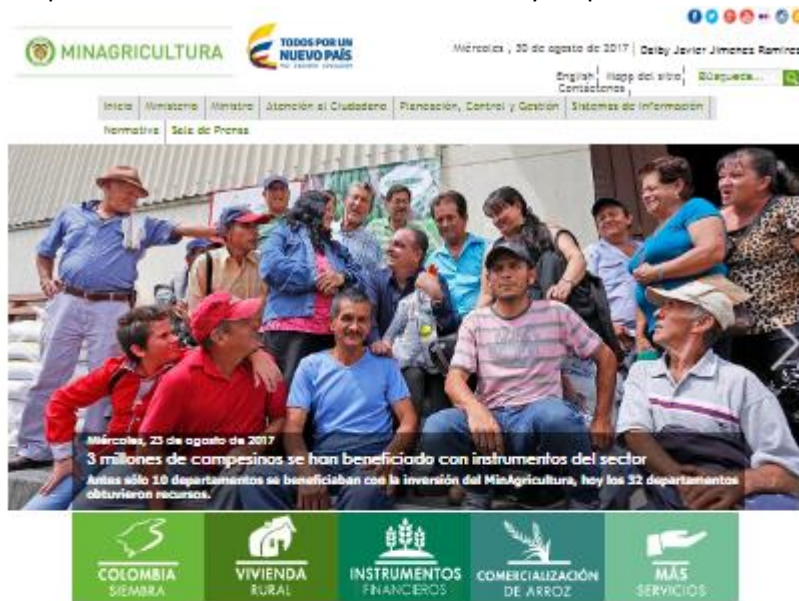 MINAGRICULTURA
TODOS POR UN
NUEVO PAÍS
Miércoles, 30 de agosto de 2017 | Deiby Javier Jimenes Ramires
English | Mapa del sitio | Búsqueda...
Contáctenos |
Inicio | Ministerio | Ministro | Atención al Ciudadano | Planeación, Control y Gestión | Sistemas de Información
Normativa | Sala de Prensa
Miércoles, 23 de agosto de 2017
3 millones de campesinos se han beneficiado con instrumentos del sector
Antes sólo 10 departamentos se beneficiaban con la inversión del MinAgricultura, hoy los 32 departamentos
obtuvieron recursos.
COLOMBIA
SIEMBRA
VIVIENDA
RURAL
INSTRUMENTOS
FINANCIEROS
COMERCIALIZACIÓN
DE ARROZ
MÁS
SERVICIOS